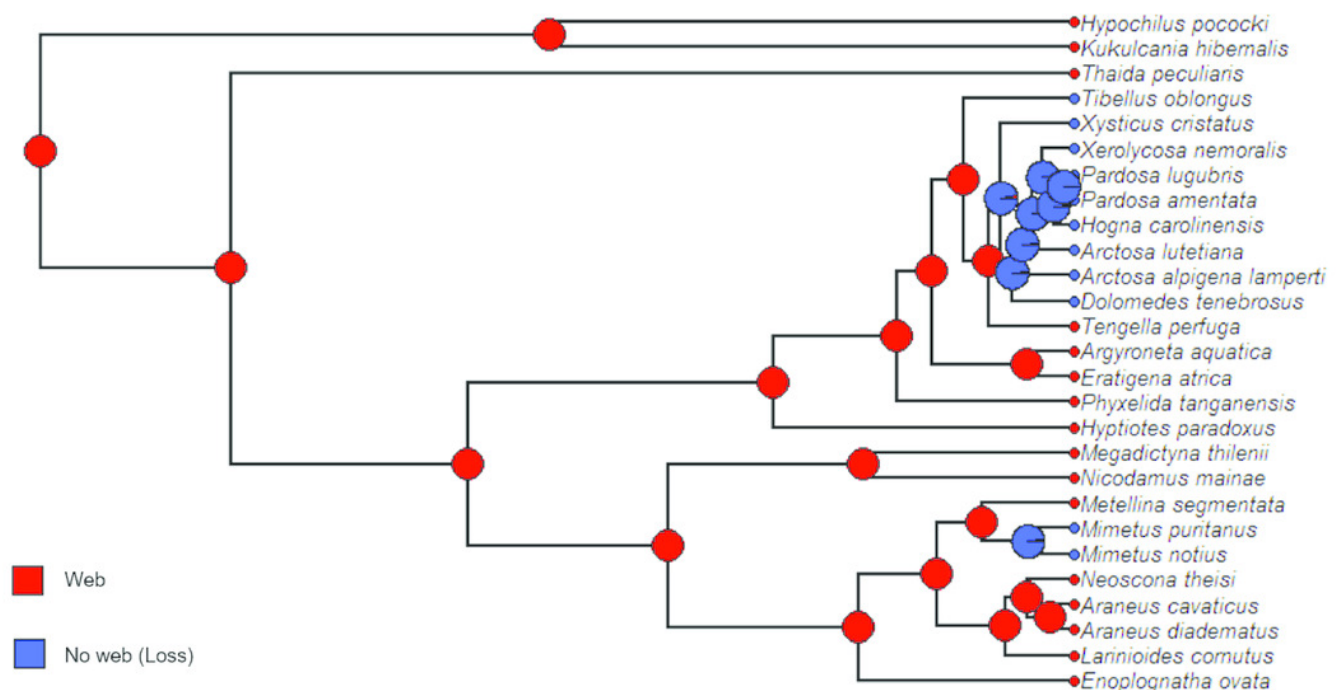 Hypochilus pococki
Kukulcania hibernalis
Thaida peculiaris
Tibellus oblongus
Xysticus cristatus
Xerolycosa nemoralis
Pardosa lugubris
Pardosa amentata
Hogna carolinensis
Arctosa lutetiana
Arctosa alpigena lamperti
Dolomedes tenebrosus
Tengella perfuga
Argyroneta aquatica
Eratigena atrica
Phyxelida tanganensis
Hyptiotes paradoxus
Megadictyna thilenii
Nicodamus mainae
Metellina segmentata
Mimetus puritanus
Mimetus notius
Neoscona theisi
Araneus cavaticus
Araneus diadematus
Larinioides cornutus
Enoplognatha ovata
Web
No web (Loss)